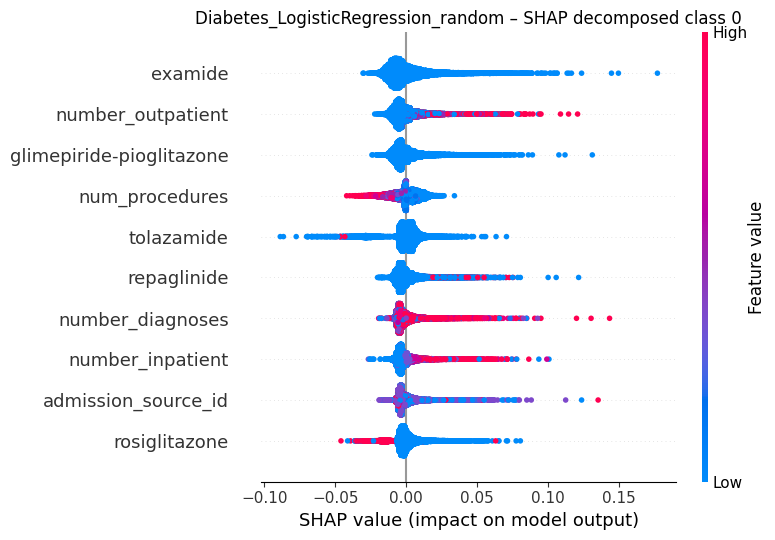 Diabetes_LogisticRegression_random – SHAP decomposed class 0
High
examide
number_outpatient
glimepiride-pioglitazone
num_procedures
tolazamide
repaglinide
number_diagnoses
number_inpatient
admission_source_id
rosiglitazone
Feature value
Low
−0.10 −0.05 0.00 0.05 0.10 0.15
SHAP value (impact on model output)